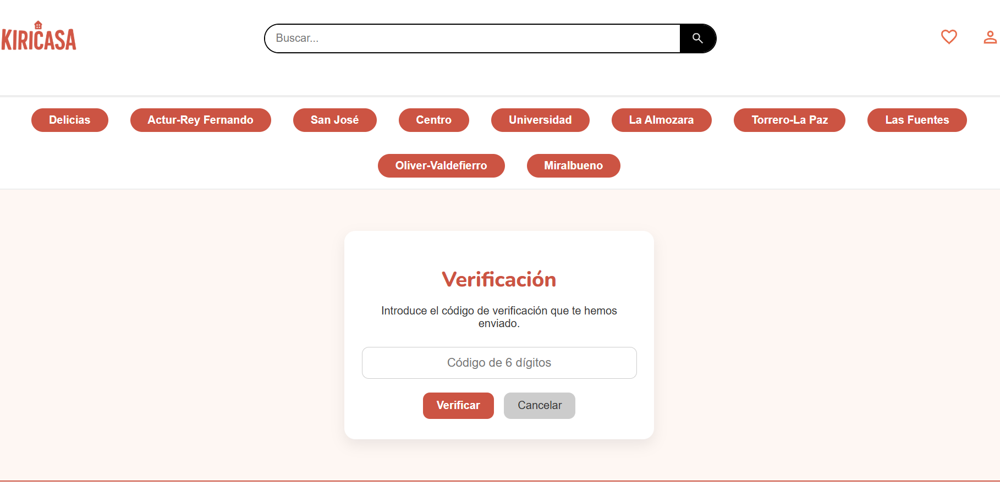 KIRICASA
Buscar...
Delicias
Actur-Rey Fernando
San José
Centro
Universidad
La Almozara
Torrero-La Paz
Las Fuentes
Oliver-Valdefierro
Miralbueno
Verificación
Introduce el código de verificación que te hemos
enviado.
Código de 6 dígitos
Verificar
Cancelar